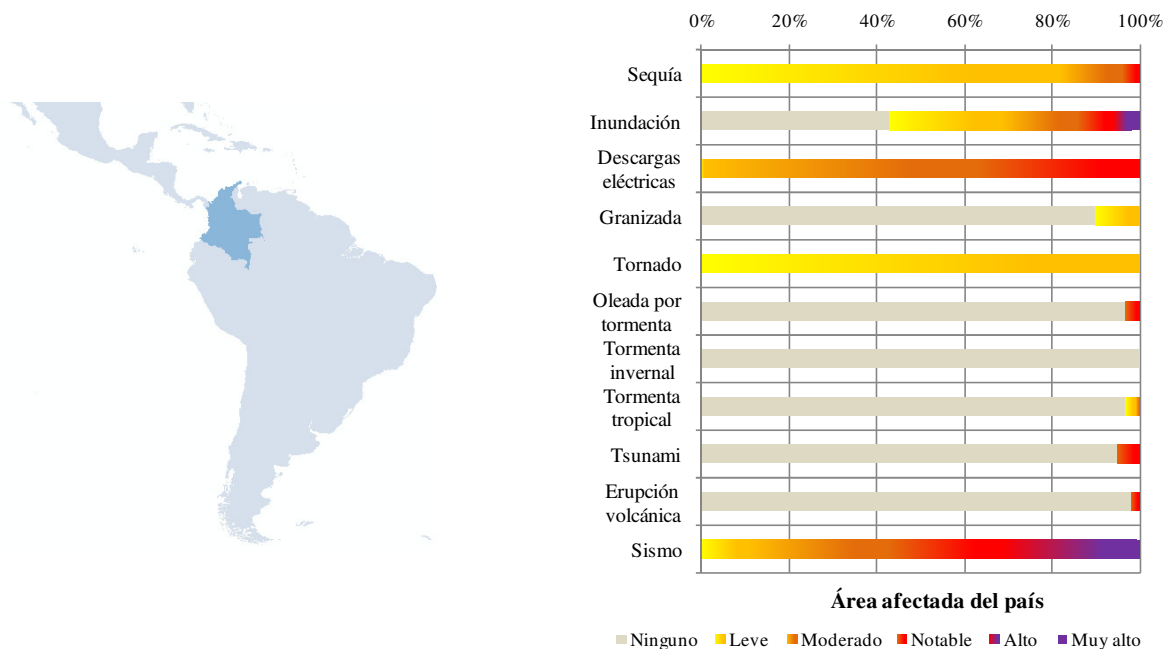 0% 20% 40% 60% 80% 100%
Sequía
Inundación
Descargas
eléctricas
Granizada
Tornado
Oleada por
tormenta
Tormenta
invernal
Tormenta
tropical
Tsunami
Erupción
volcánica
Sismo
Área afectada del país
Ninguno Leve Moderado Notable Alto Muy alto